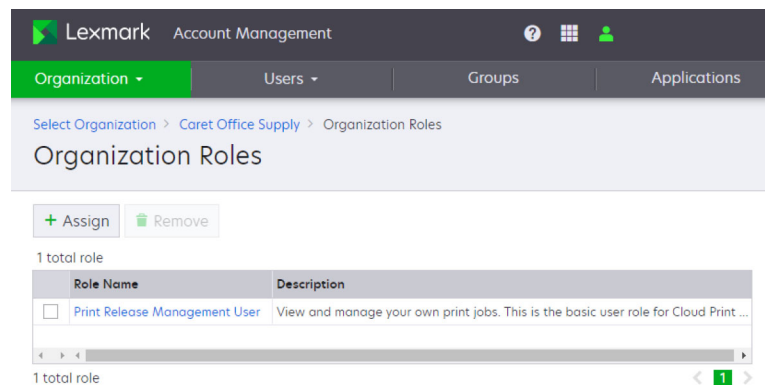 Lexmark Account Management ?
Organization Users Groups Applications
Select Organization > Caret Office Supply > Organization Roles
Organization Roles
+ Assign Remove
1 total role
Role Name Description
Print Release Management User View and manage your own print jobs. This is the basic user role for Cloud Print ...
1 total role < 1 >